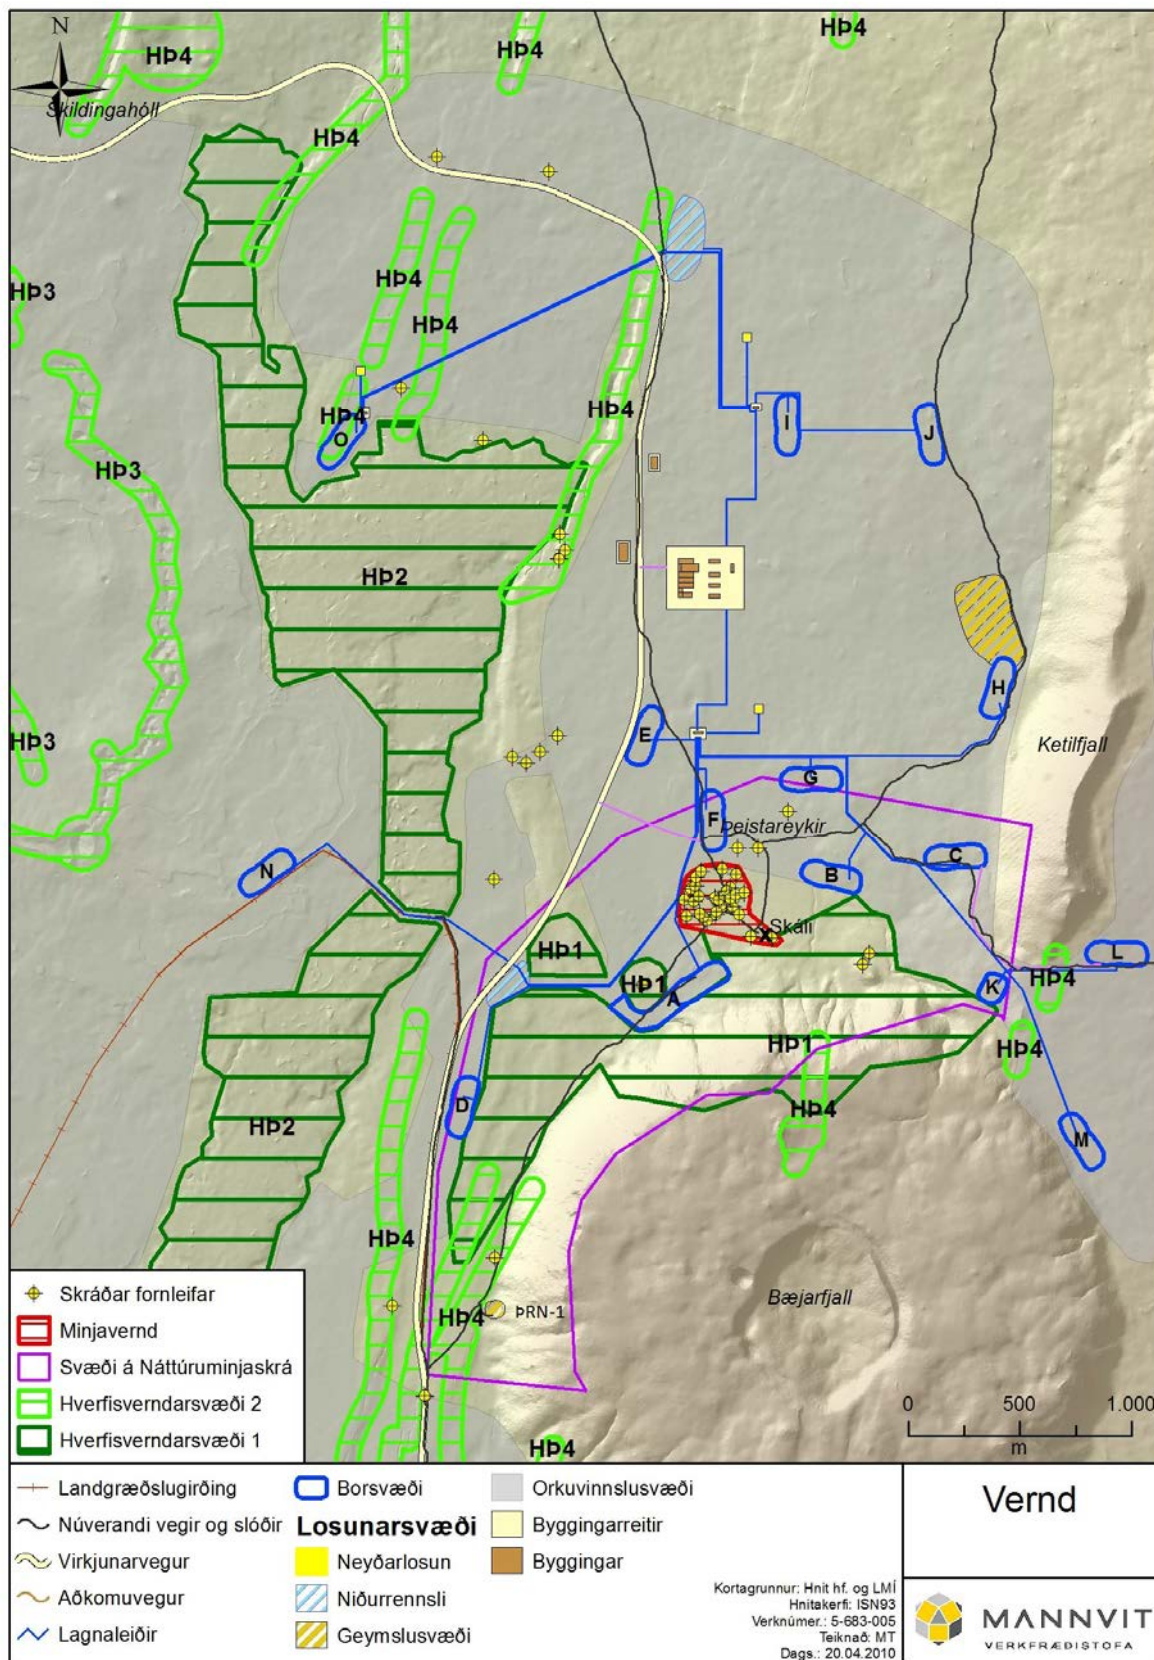 N
HÞ4
HÞ4
HÞ4
Skildingahóll
HÞ4
HÞ3
HÞ4
HÞ4
HÞ4
HÞ4
O
I
J
HÞ3
HÞ2
H
HÞ3
E
Ketilfjall
G
F
Þeistareykir
N
B
C
Skáli
HÞ1
HÞ1
A
L
K
HÞ4
HÞ1
HÞ4
D
HÞ4
HÞ2
M
HÞ4
Bæjarfjall
HÞ4
ÞRN-1
HÞ4
0 500 1.000
m
Skráðar fornleifar
Minjavernd
Svæði á Náttúruminjaskrá
Hverfisverndarsvæði 2
Hverfisverndarsvæði 1
Landgræðslugirðing
Núverandi vegir og slóðir
Virkjunarvegur
Aðkomuvegur
Lagnaleiðir
Borsvæði
Losunarsvæði
Neyðarlosun
Niðurrennsli
Geymslusvæði
Orkuvinnslusvæði
Byggingarreitir
Byggingar
Kortagrunnur: Hnit hf. og LMÍ
Hnitakerfi: ISN93
Verknúmer.: 5-683-005
Teiknað: MT
Dags.: 20.04.2010
Vernd
MANNVIT
VERKFRÆÐISTOFA